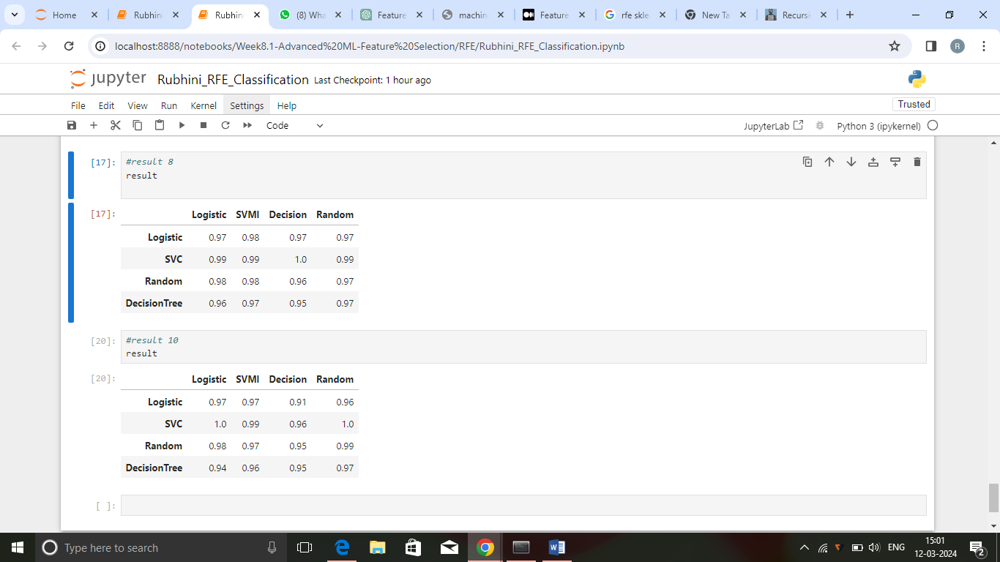 Home
Rubhini
Rubhini
(8) Wha
Feature
machin
Feature
rfe skle
New Ta
Recursi
localhost:8888/notebooks/Week8.1-Advanced%20ML-Feature%20Selection/RFE/Rubhini_RFE_Classification.ipynb
R
jupyter Rubhini_RFE_Classification Last Checkpoint: 1 hour ago
File Edit View Run Kernel Settings Help Trusted
Code JupyterLab Python 3 (ipykernel)
[17]: #result 8
result
[17]:
Logistic SVMl Decision Random
Logistic 0.97 0.98 0.97 0.97
SVC 0.99 0.99 1.0 0.99
Random 0.98 0.98 0.96 0.97
DecisionTree 0.96 0.97 0.95 0.97
[20]: #result 10
result
[20]:
Logistic SVMl Decision Random
Logistic 0.97 0.97 0.91 0.96
SVC 1.0 0.99 0.96 1.0
Random 0.98 0.97 0.95 0.99
DecisionTree 0.94 0.96 0.95 0.97
[ ]:
Type here to search
ENG
15:01
12-03-2024
2